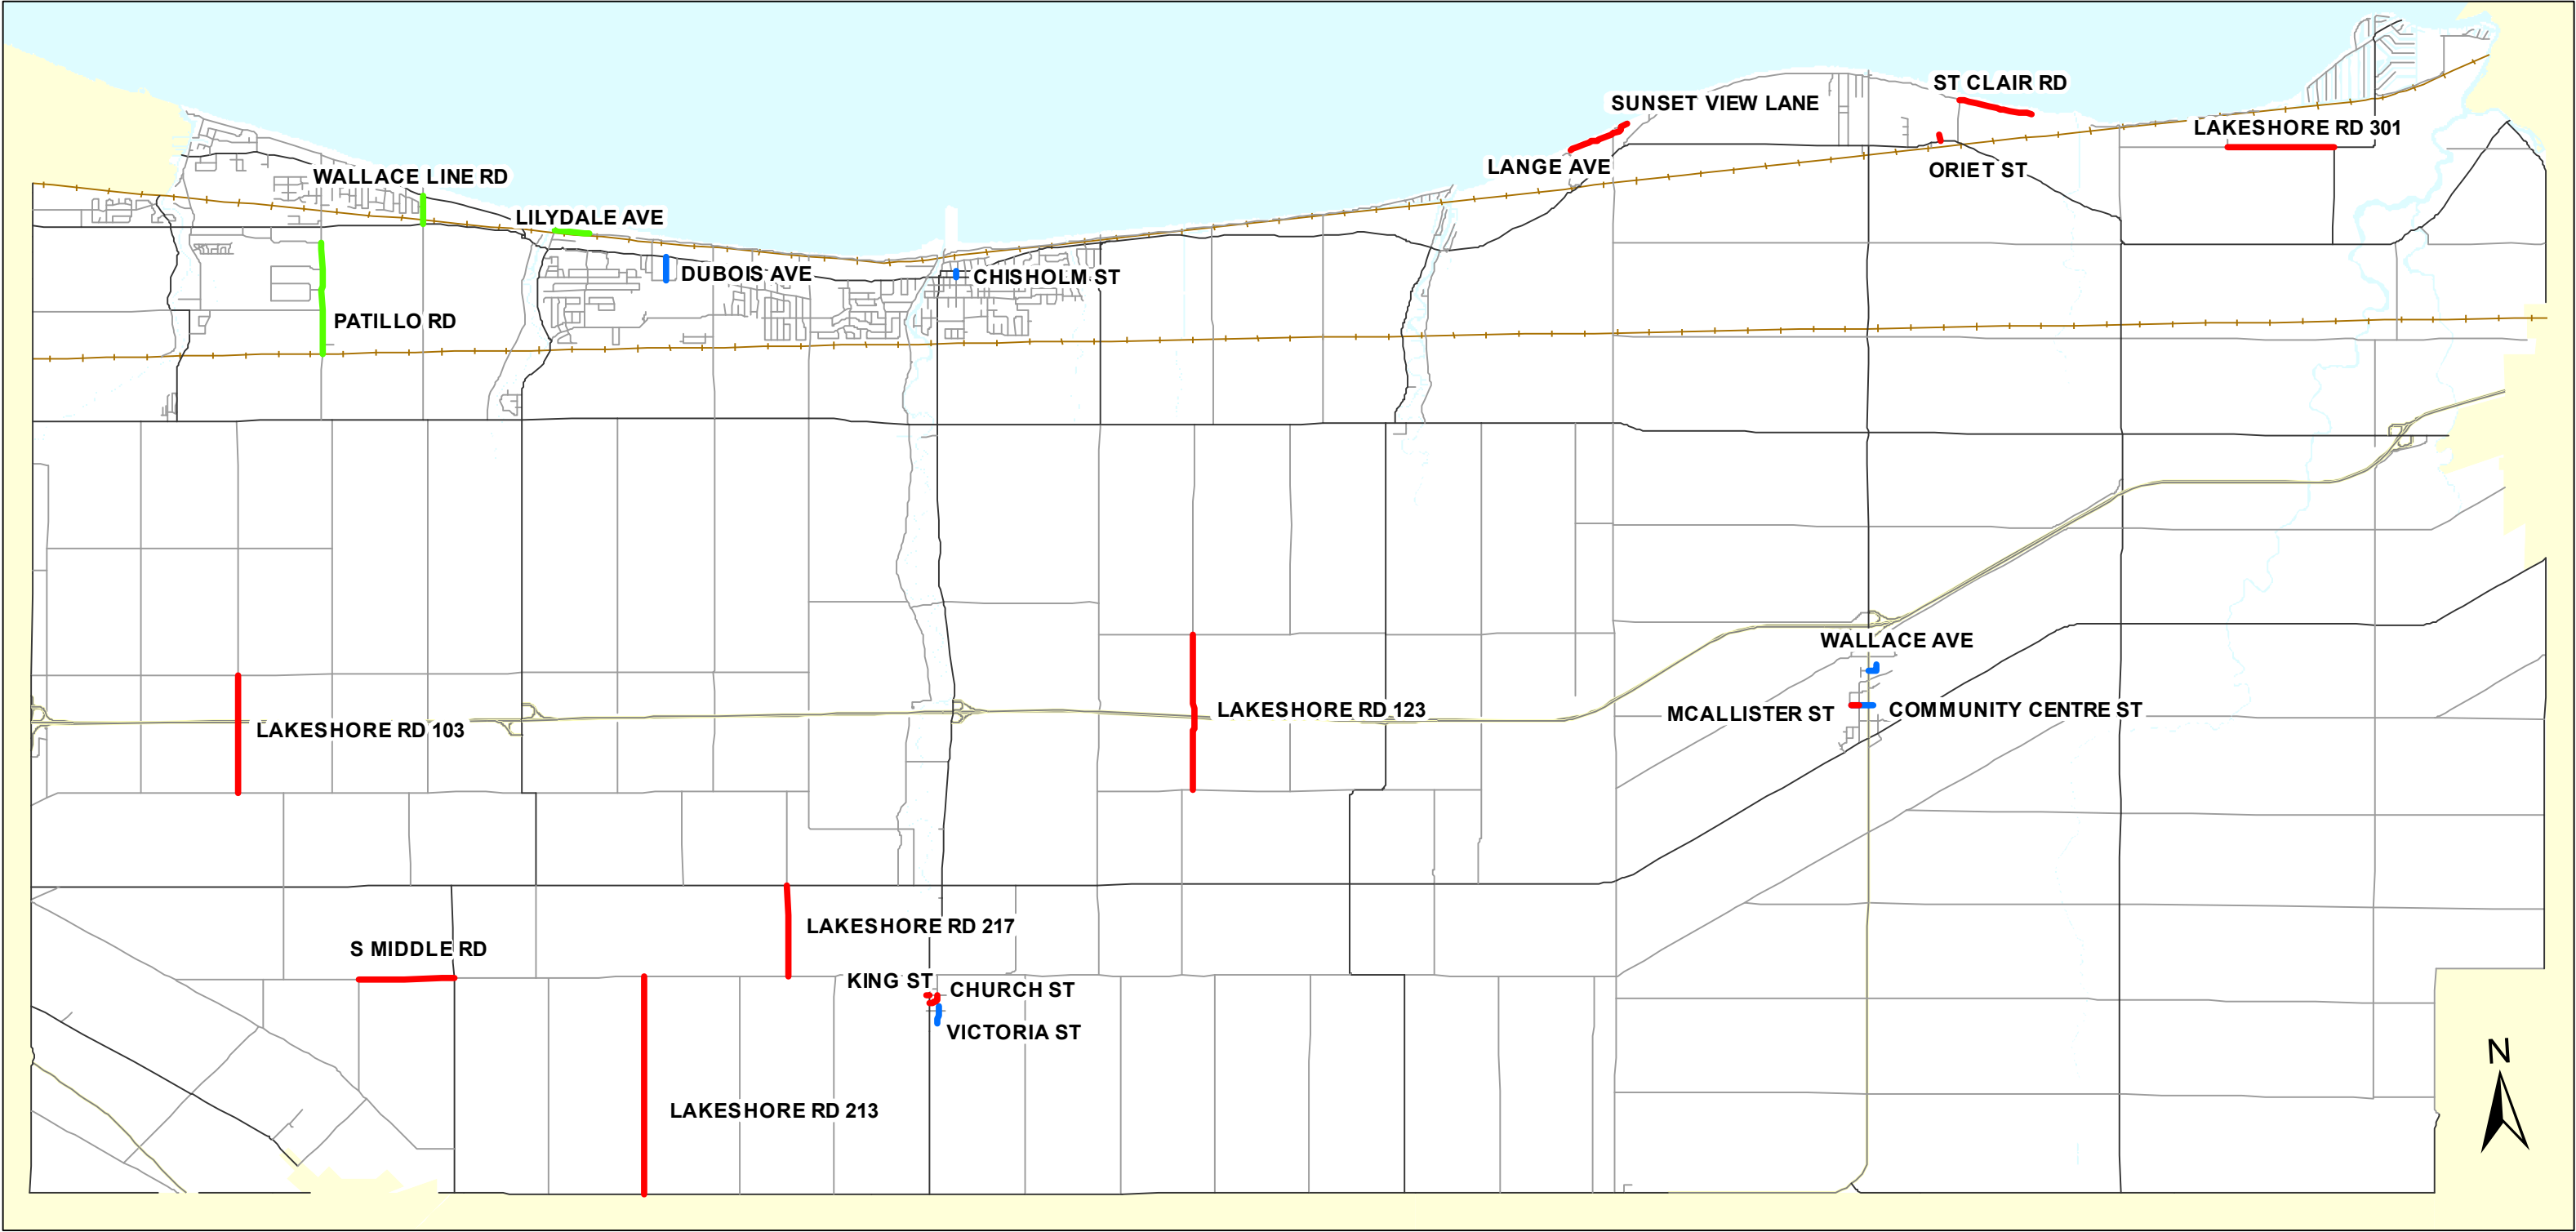 ST CLAIR RD
SUNSET VIEW LANE
LAKESHORE RD 301
LANGE AVE
ORIET ST
WALLACE LINE RD
LILYDALE AVE
DUBOIS AVE
CHISHOLM ST
PATILLO RD
WALLACE AVE
LAKESHORE RD 123
MCALLISTER ST
COMMUNITY CENTRE ST
LAKESHORE RD 103
LAKESHORE RD 217
S MIDDLE RD
KING ST
CHURCH ST
VICTORIA ST
N
LAKESHORE RD 213